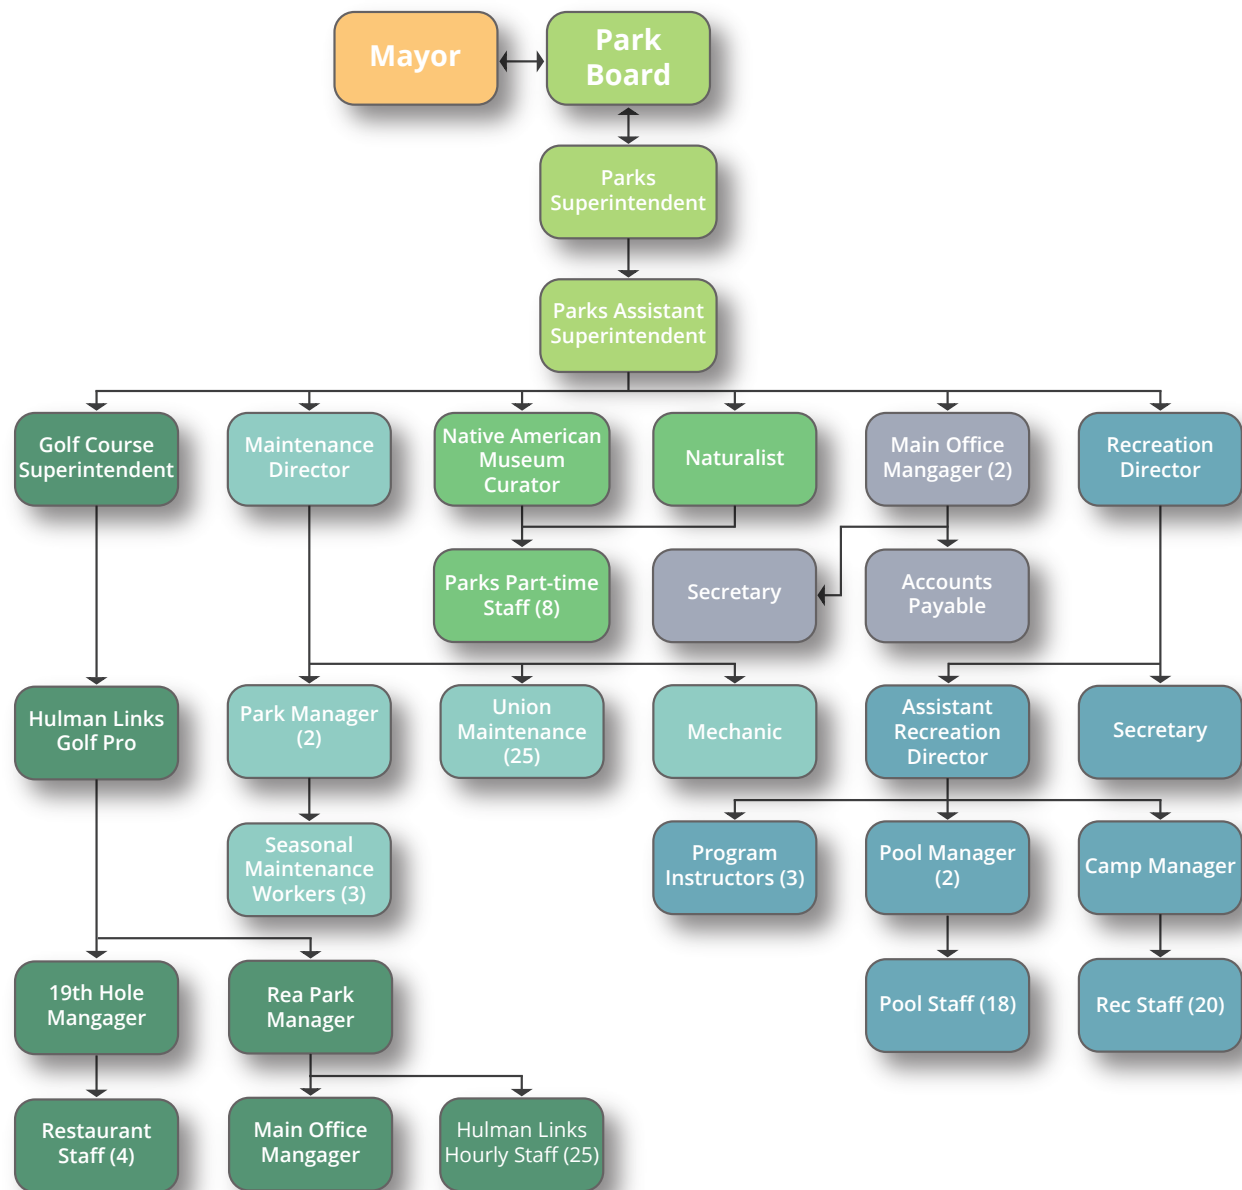 Mayor
Park
Board
Parks
Superintendent
Parks Assistant
Superintendent
Golf Course
Superintendent
Maintenance
Director
Native American
Museum
Curator
Naturalist
Main Office
Mangager (2)
Recreation
Director
Parks Part-time
Staff (8)
Secretary
Accounts
Payable
Hulman Links
Golf Pro
Park Manager
(2)
Union
Maintenance
(25)
Mechanic
Assistant
Recreation
Director
Secretary
Seasonal
Maintenance
Workers (3)
Program
Instructors (3)
Pool Manager
(2)
Camp Manager
19th Hole
Mangager
Rea Park
Manager
Pool Staff (18)
Rec Staff (20)
Restaurant
Staff (4)
Main Office
Mangager
Hulman Links
Hourly Staff (25)